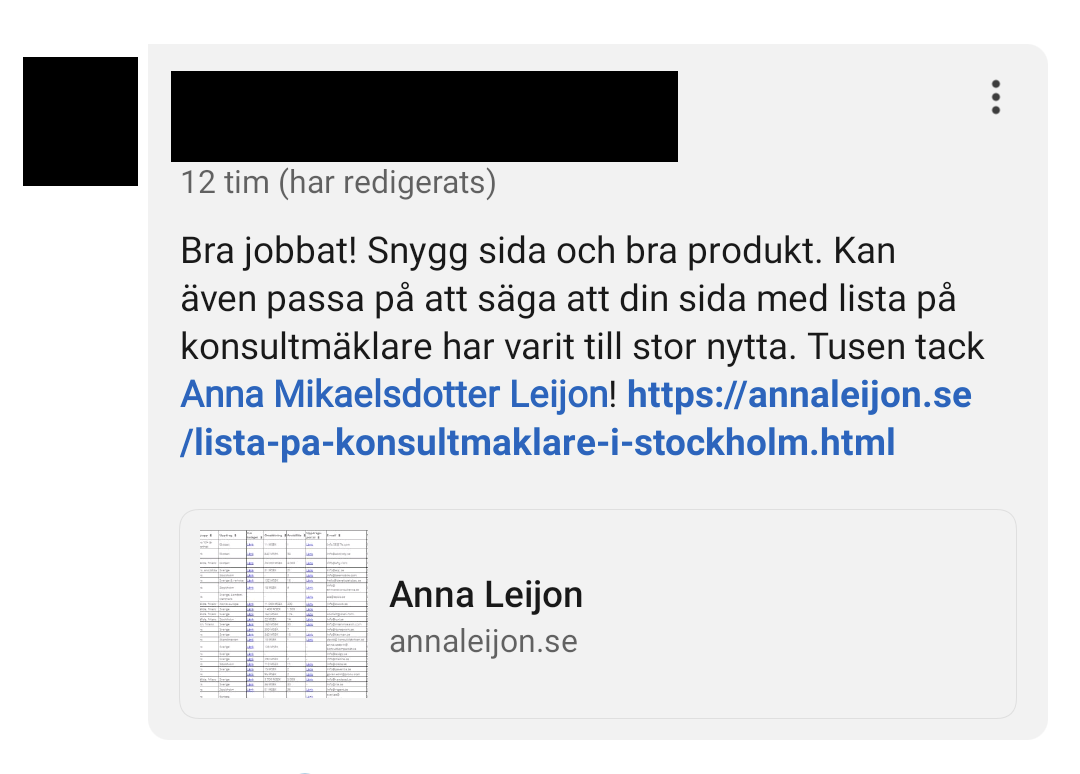 12 tim (har redigerats)
Bra jobbat! Snygg sida och bra produkt. Kan
även passa på att säga att din sida med lista på
konsultmäklare har varit till stor nytta. Tusen tack
Anna Mikaelsdotter Leijon! https://annaleijon.se
/lista-pa-konsultmaklare-i-stockholm.html
Anna Leijon
annaleijon.se